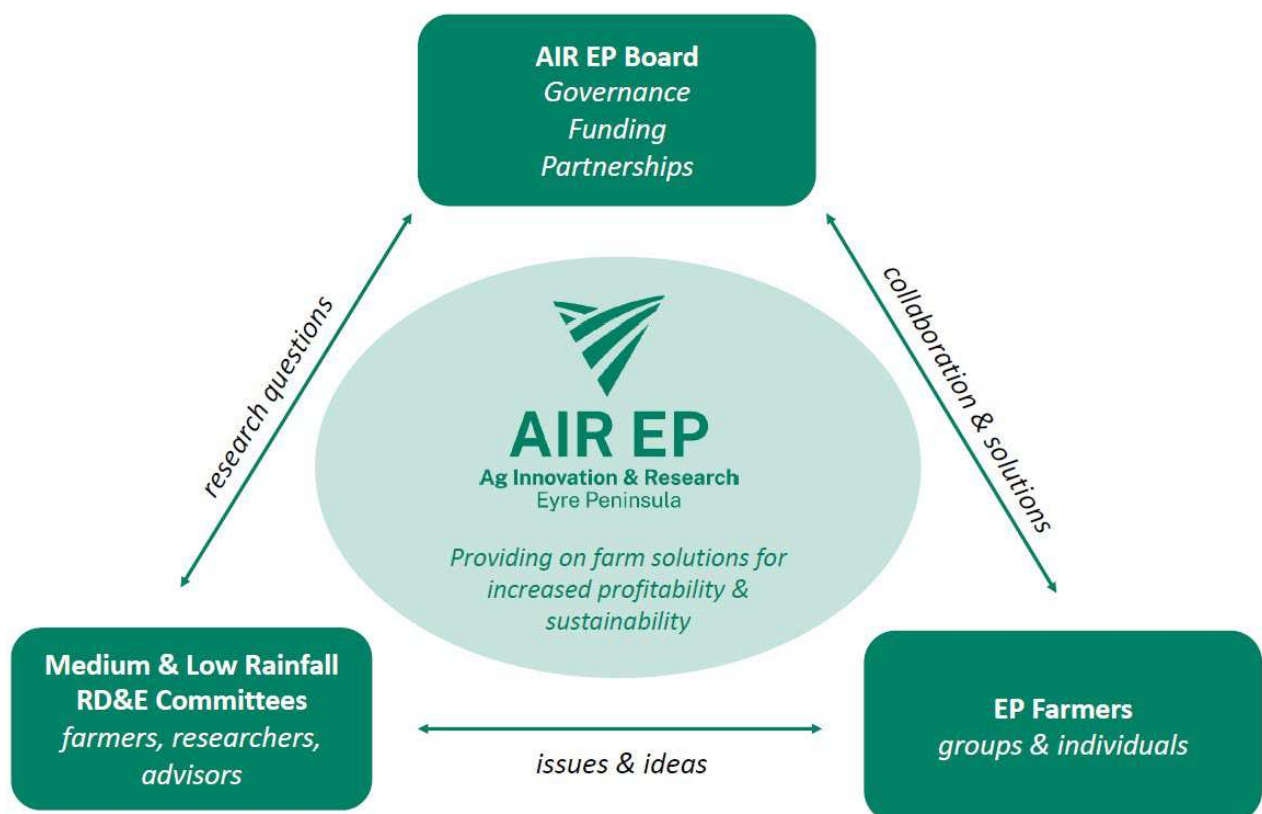 AIR EP Board
Governance
Funding
Partnerships
research questions
collaboration & solutions
AIR EP
Ag Innovation & Research
Eyre Peninsula
Providing on farm solutions for
increased profitability &
sustainability
Medium & Low Rainfall
RD&E Committees
farmers, researchers,
advisors
issues & ideas
EP Farmers
groups & individuals